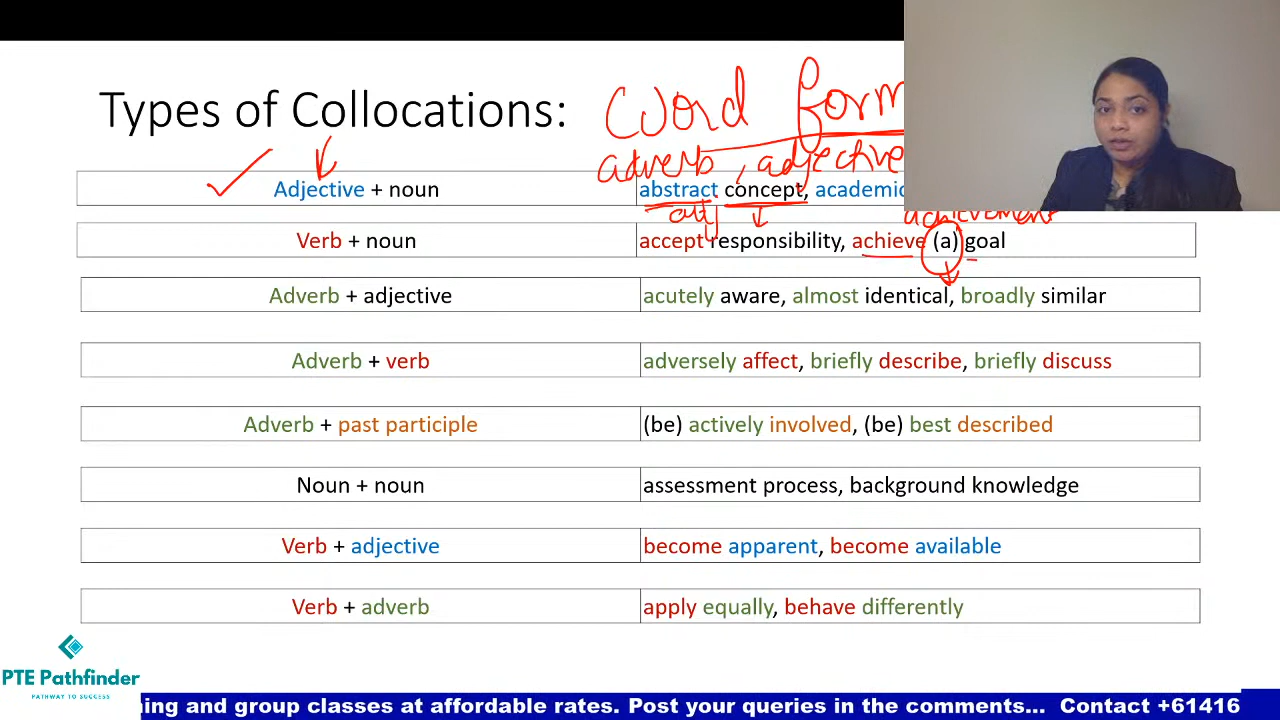 Types of Collocations: Word form
adverb, adjective
Adjective + noun abstract concept, academic
adj achievement
Verb + noun accept responsibility, achieve (a) goal
Adverb + adjective acutely aware, almost identical, broadly similar
Adverb + verb adversely affect, briefly describe, briefly discuss
Adverb + past participle (be) actively involved, (be) best described
Noun + noun assessment process, background knowledge
Verb + adjective become apparent, become available
Verb + adverb apply equally, behave differently
PTE Pathfinder
PATHWAY TO SUCCESS
ning and group classes at affordable rates. Post your queries in the comments... Contact +61416